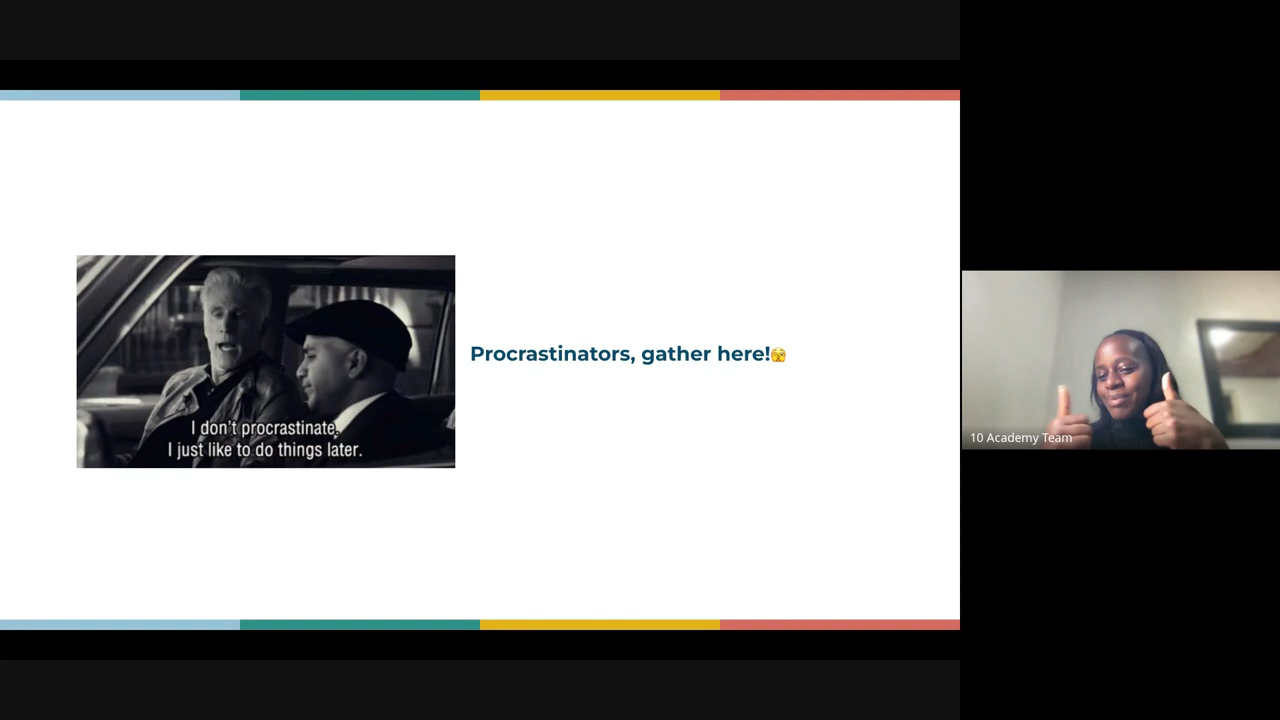 I don't procrastinate,
I just like to do things later.
Procrastinators, gather here!🫣
10 Academy Team